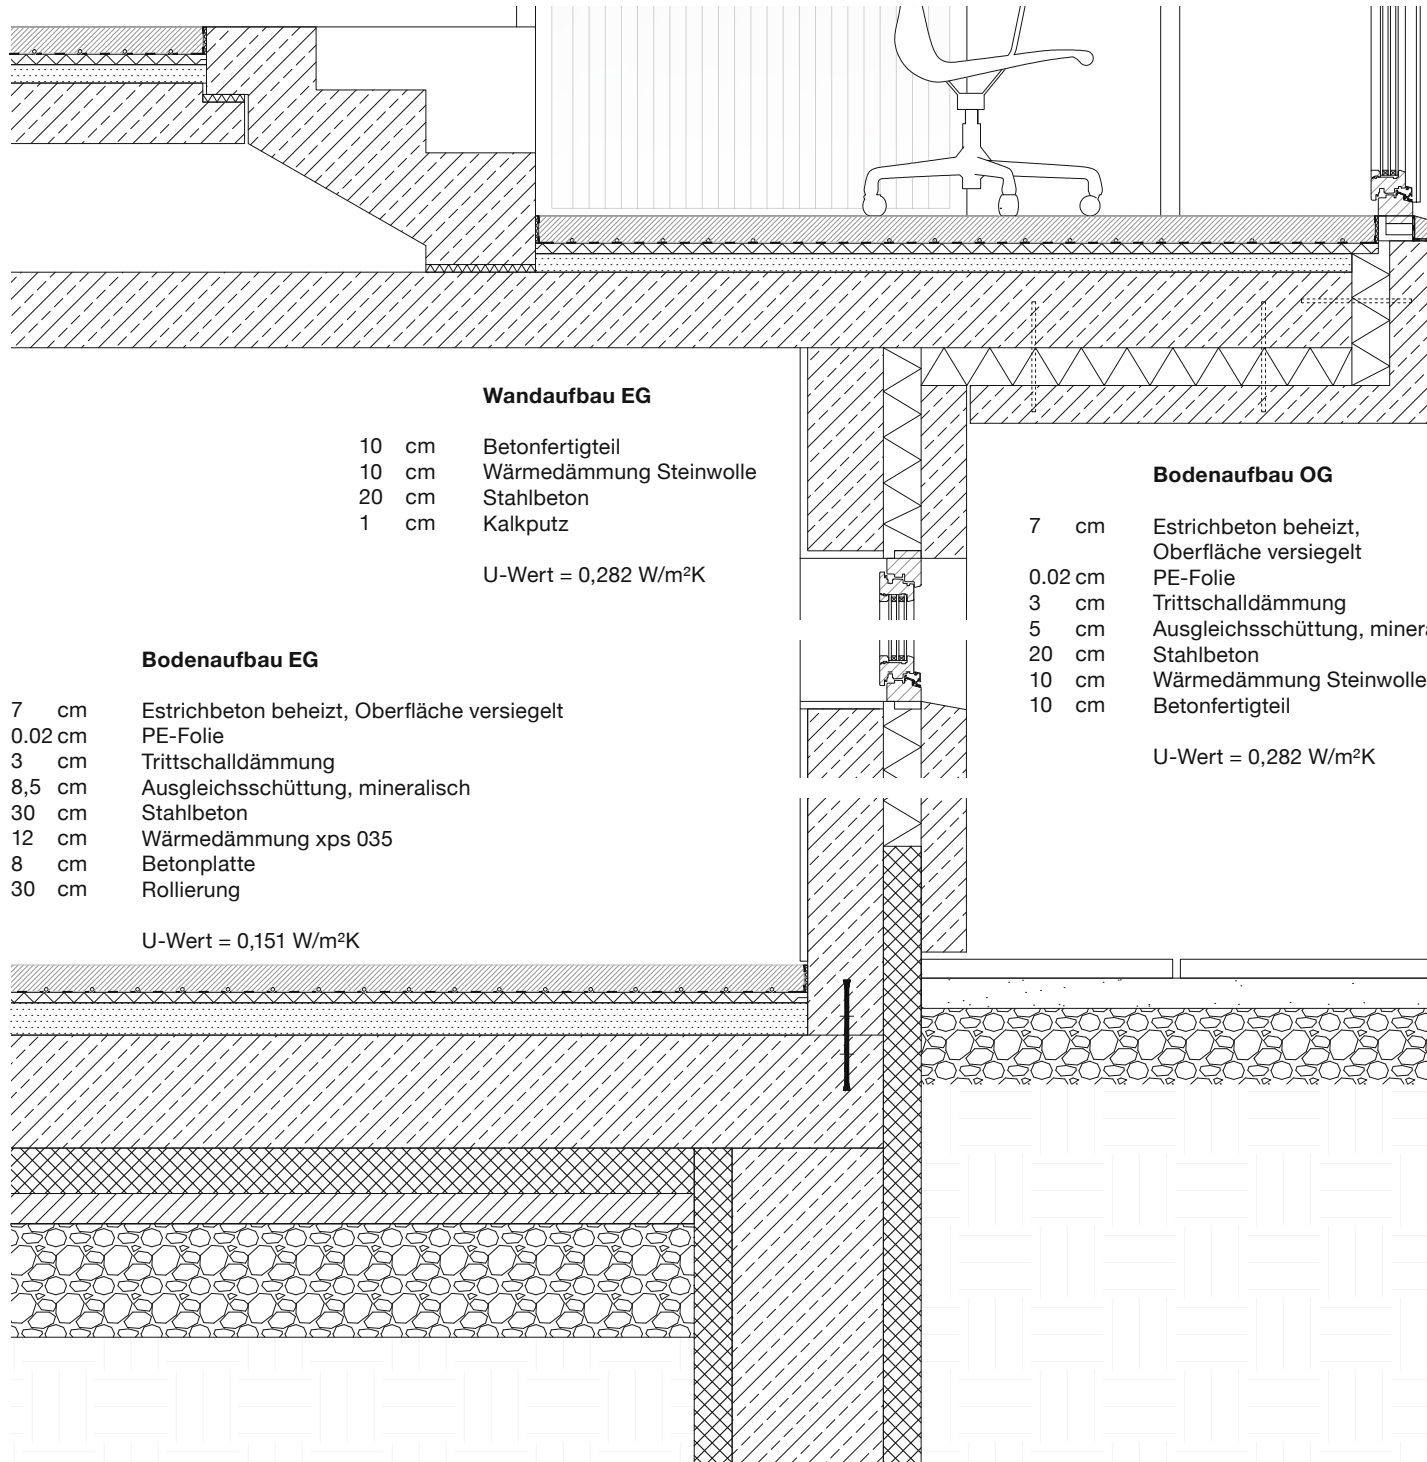 Wandaufbau EG
10 cm Betonfertigteil
10 cm Wärmedämmung Steinwolle
20 cm Stahlbeton
1 cm Kalkputz
U-Wert = 0,282 W/m²K
Bodenaufbau OG
7 cm Estrichbeton beheizt,
Oberfläche versiegelt
0.02 cm PE-Folie
3 cm Trittschalldämmung
5 cm Ausgleichsschüttung,
20 cm Stahlbeton
10 cm Wärmedämmung Steinwolle
10 cm Betonfertigteil
U-Wert = 0,282 W/m²K
Bodenaufbau EG
7 cm Estrichbeton beheizt, Oberfläche versiegelt
0.02 cm PE-Folie
3 cm Trittschalldämmung
8,5 cm Ausgleichsschüttung, mineralisch
30 cm Stahlbeton
12 cm Wärmedämmung xps 035
8 cm Betonplatte
30 cm Rollierung
U-Wert = 0,151 W/m²K